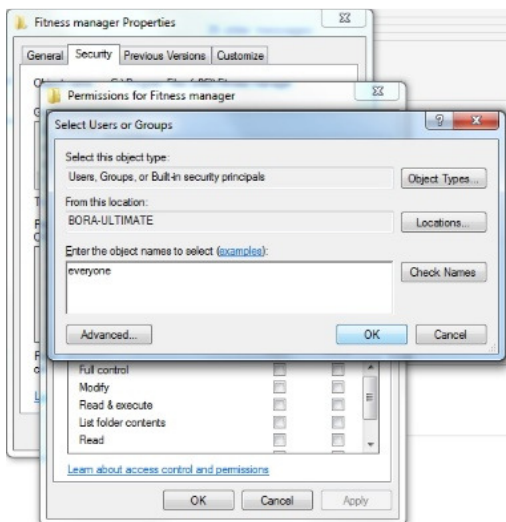 Fitness manager Properties
General Security Previous Versions Customize
Permissions for Fitness manager
Select Users or Groups
Select this object type:
Users, Groups, or Built-in security principals
Object Types...
From this location:
BORA-ULTIMATE
Locations...
Enter the object names to select (examples):
everyone
Check Names
Advanced...
OK
Cancel
Full control
Modify
Read & execute
List folder contents
Read
Learn about access control and permissions
OK
Cancel
Apply